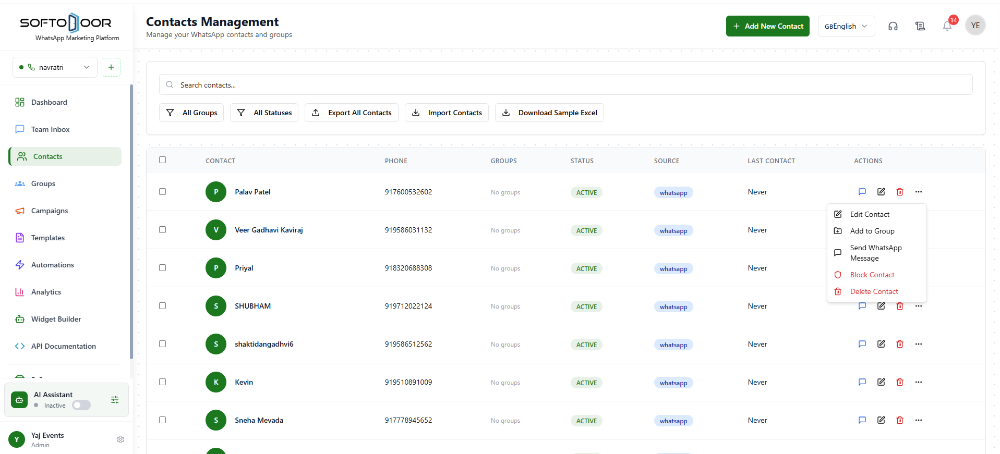 SOFTODOOR
WhatsApp Marketing Platform
navratri
Dashboard
Team Inbox
Contacts
Groups
Campaigns
Templates
Automations
Analytics
Widget Builder
API Documentation
AI Assistant
Inactive
Y
Yaj Events
Admin
Contacts Management
Manage your WhatsApp contacts and groups
Add New Contact
GBEnglish
14
YE
Search contacts...
All Groups
All Statuses
Export All Contacts
Import Contacts
Download Sample Excel
CONTACT PHONE GROUPS STATUS SOURCE LAST CONTACT ACTIONS
P Palav Patel 917600532602 No groups ACTIVE whatsapp Never
V Veer Gadhavi Kaviraj 919586031132 No groups ACTIVE whatsapp Never
P Priyal 918320688308 No groups ACTIVE whatsapp Never
S SHUBHAM 919712022124 No groups ACTIVE whatsapp Never
S shaktidangadhvi6 919586512562 No groups ACTIVE whatsapp Never
K Kevin 919510891009 No groups ACTIVE whatsapp Never
S Sneha Mevada 917778945652 No groups ACTIVE whatsapp Never
Edit Contact
Add to Group
Send WhatsApp
Message
Block Contact
Delete Contact